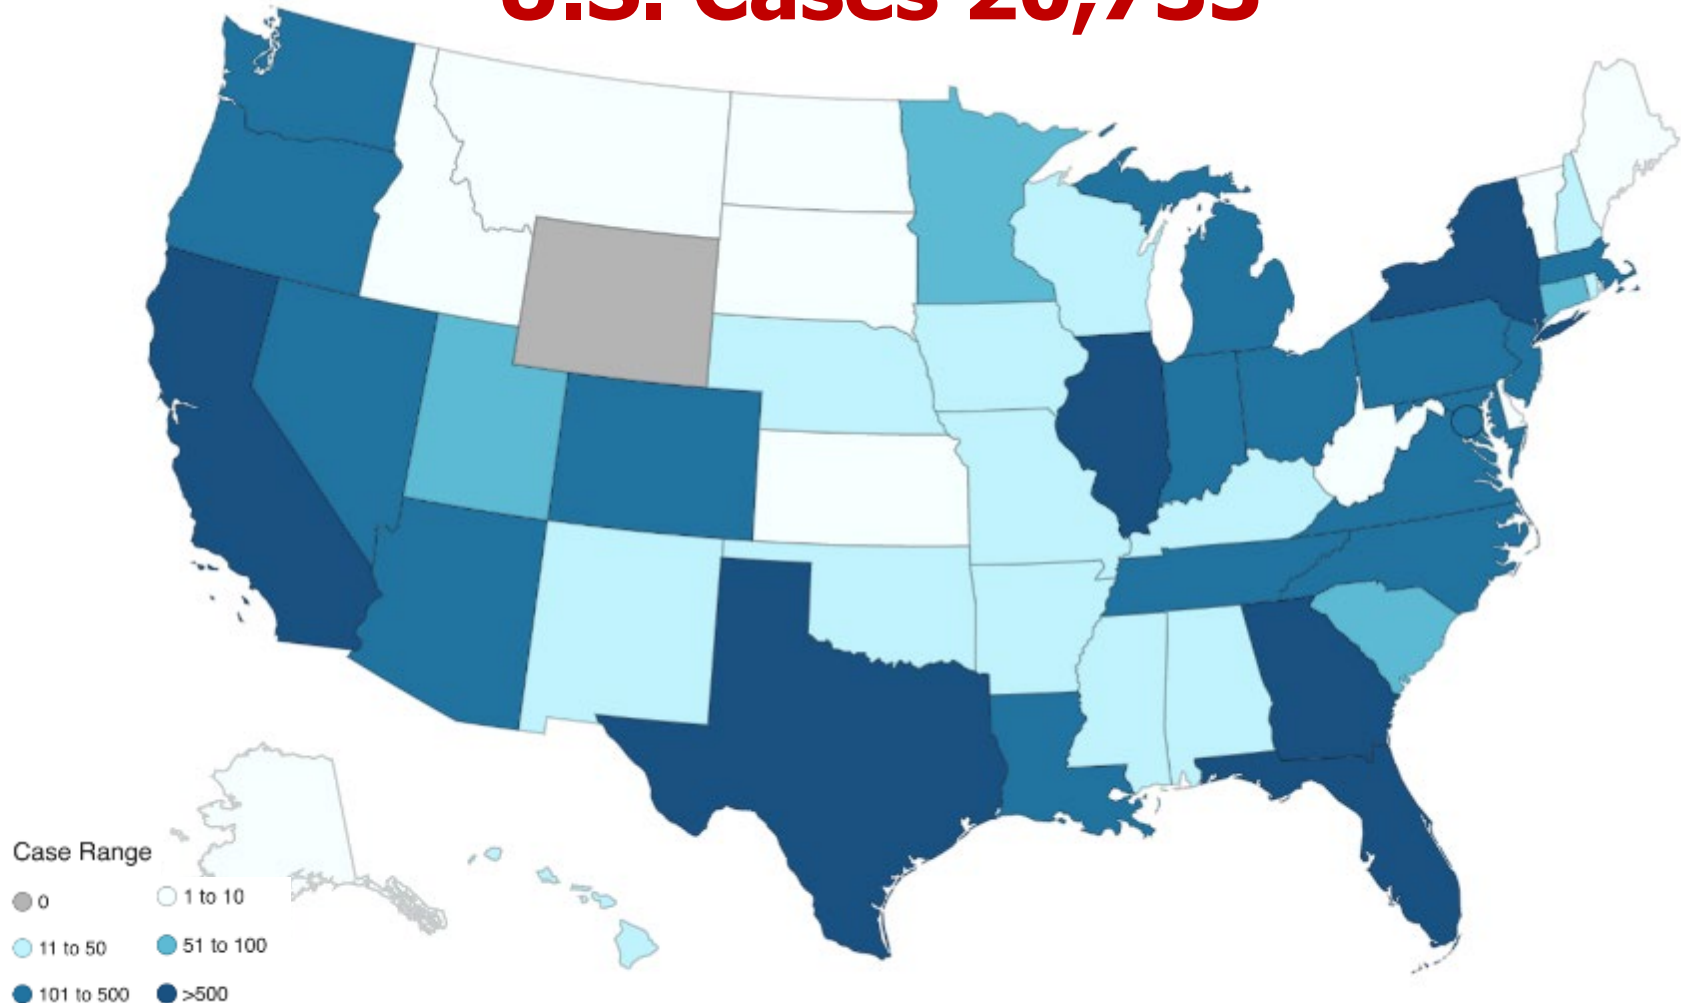 U.S. Cases 20,733
Case Range
0
1 to 10
11 to 50
51 to 100
101 to 500
>500